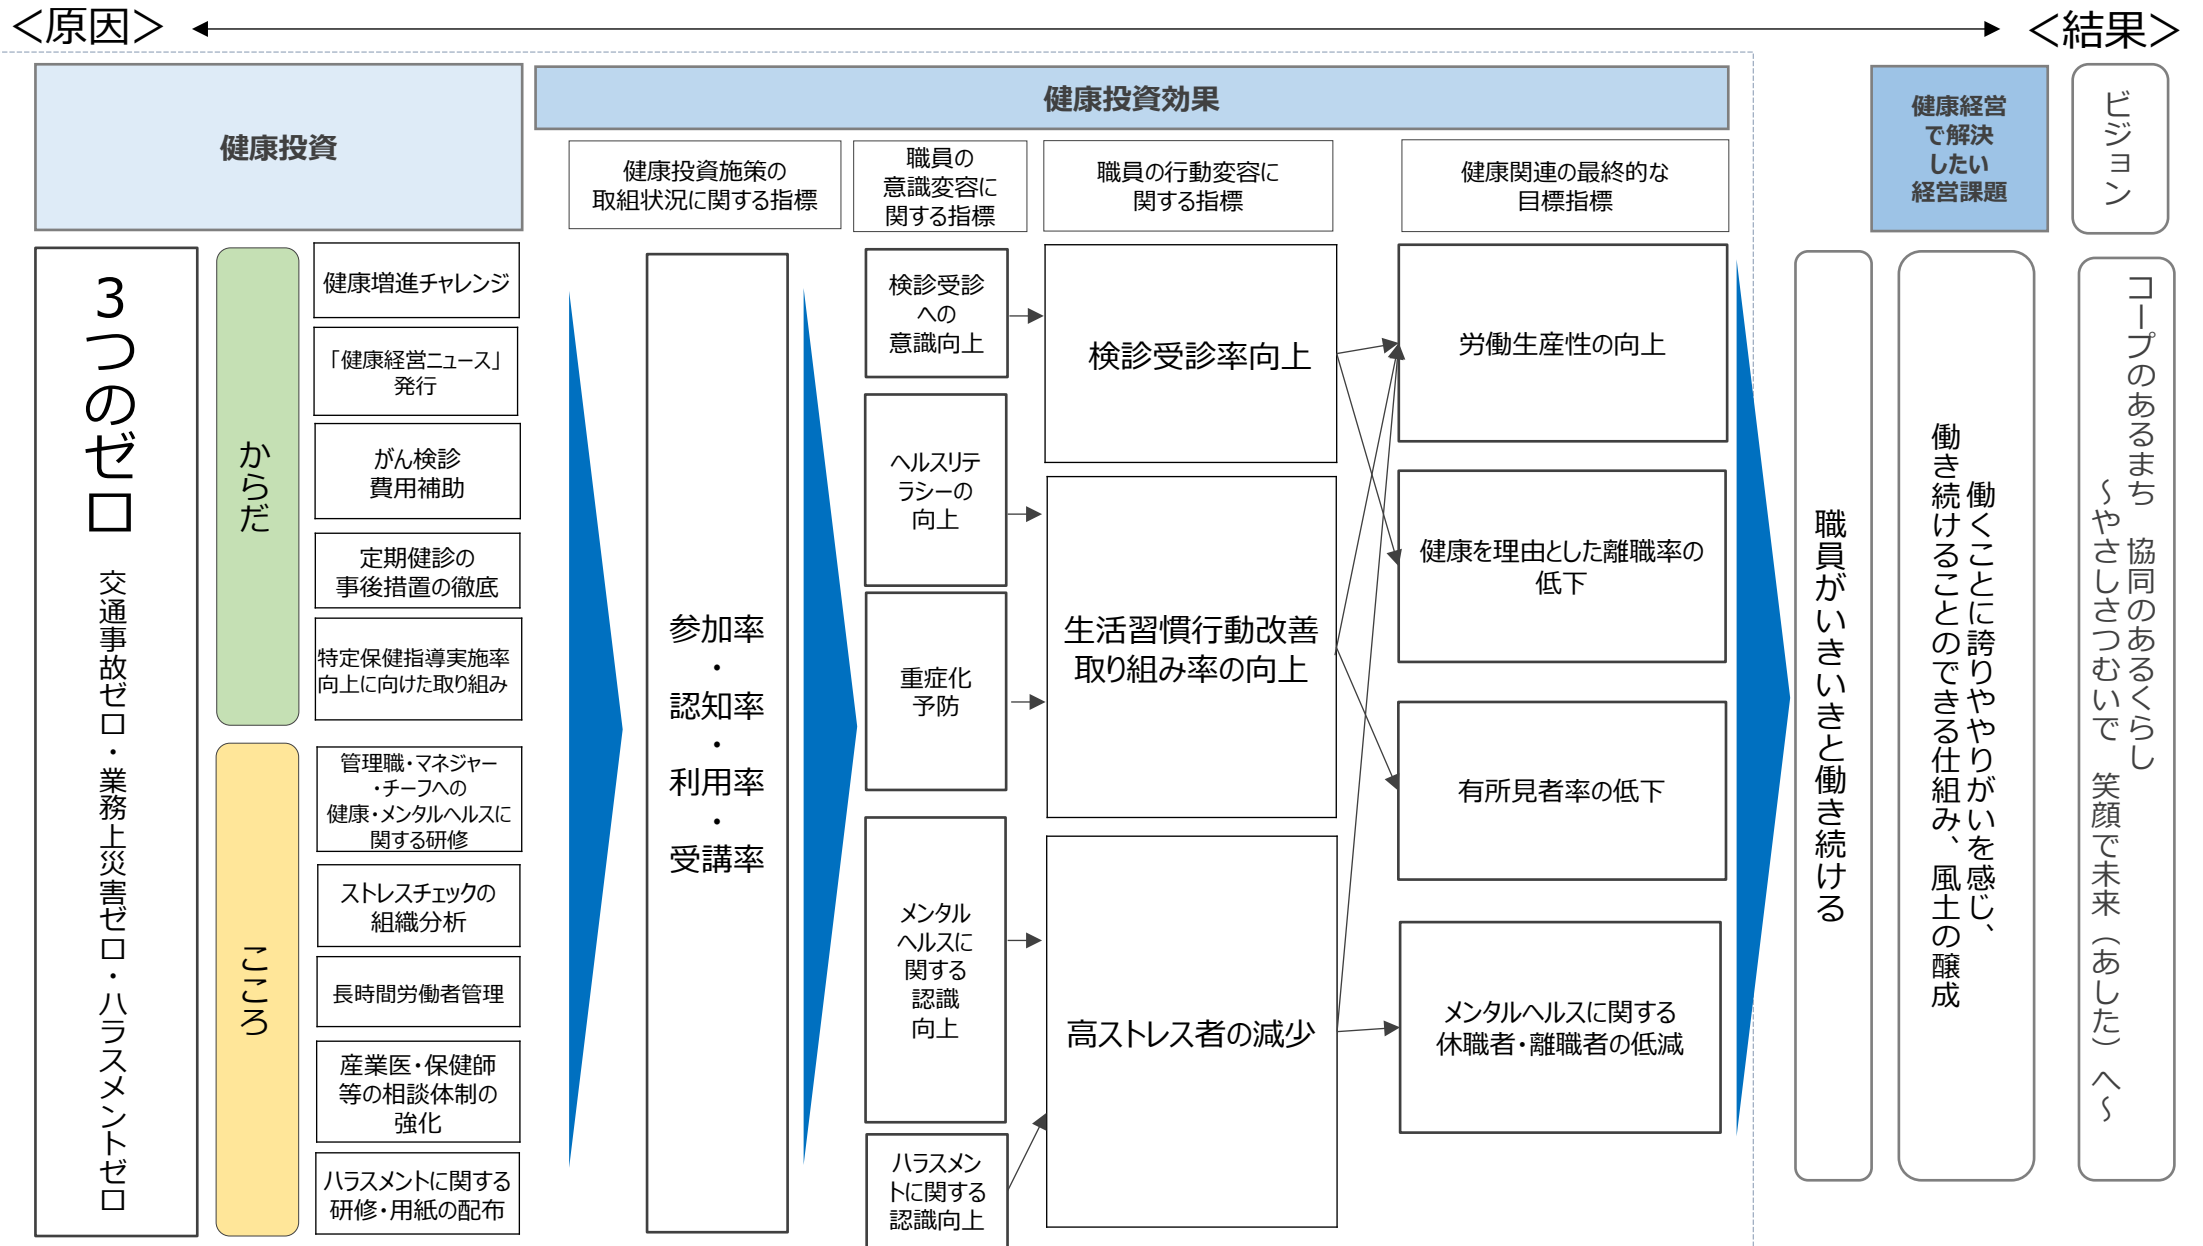 ＜原因＞
＜結果＞
健康投資
健康投資効果
健康経営
で解決
したい
経営課題
ビジョン
健康投資施策の
取組状況に関する指標
職員の
意識変容に
関する指標
職員の行動変容に
関する指標
健康関連の最終的な
目標指標
３つのゼロ
交通事故ゼロ・業務上災害ゼロ・ハラスメントゼロ
からだ
健康増進チャレンジ
「健康経営ニュース」
発行
がん検診
費用補助
定期健診の
事後措置の徹底
特定保健指導実施率
向上に向けた取り組み
こころ
管理職・マネジャー
・チーフへの
健康・メンタルヘルスに
関する研修
ストレスチェックの
組織分析
長時間労働者管理
産業医・保健師
等の相談体制の
強化
ハラスメントに関する
研修・用紙の配布
参加率
・
認知率
・
利用率
・
受講率
検診受診
への
意識向上
ヘルスリテ
ラシーの
向上
重症化
予防
メンタル
ヘルスに
関する
認識
向上
ハラスメン
トに関する
認識向上
検診受診率向上
生活習慣行動改善
取り組み率の向上
高ストレス者の減少
労働生産性の向上
健康を理由とした離職率の
低下
有所見者率の低下
メンタルヘルスに関する
休職者・離職者の低減
職員がいきいきと働き続ける
働くことに誇りややりがいを感じ、
働き続けることのできる仕組み、風土の醸成
コープのあるまち　協同のあるくらし
～やさしさつむいで　笑顔で未来（あした）へ～